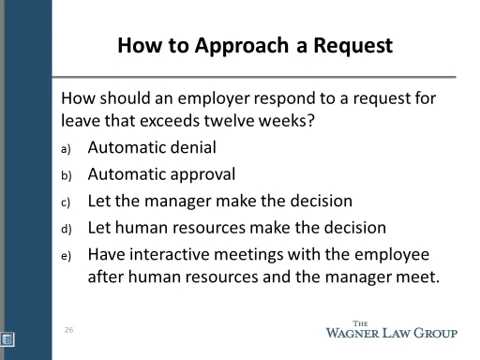 How to Approach a Request
How should an employer respond to a request for
leave that exceeds twelve weeks?
a) Automatic denial
b) Automatic approval
c) Let the manager make the decision
d) Let human resources make the decision
e) Have interactive meetings with the employee
after human resources and the manager meet.
26
THE
WAGNER LAW GROUP